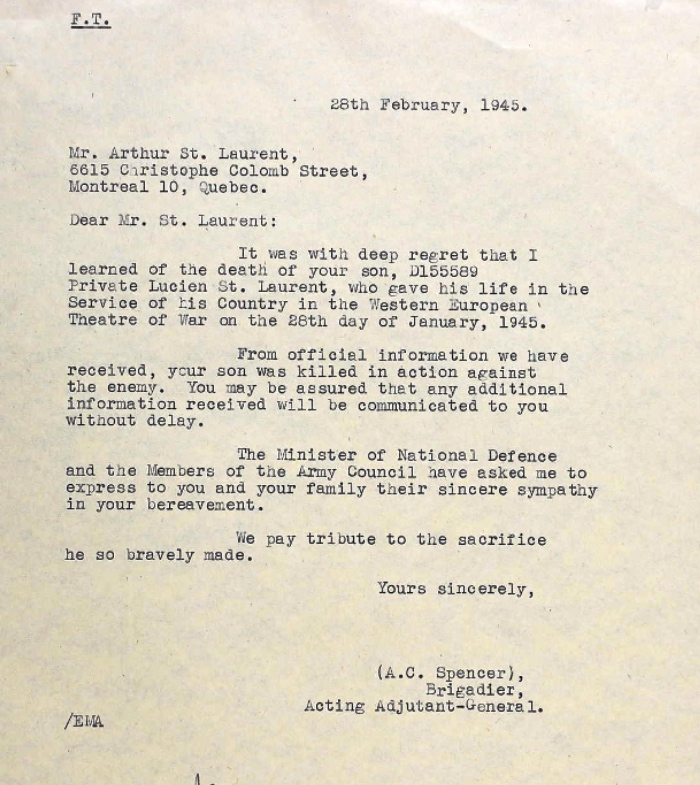 F.T.
28th February, 1945.
Mr. Arthur St. Laurent,
6615 Christophe Colomb Street,
Montreal 10, Quebec.
Dear Mr. St. Laurent:
It was with deep regret that I
learned of the death of your son, D155589
Private Lucien St. Laurent, who gave his life in the
Service of his Country in the Western European
Theatre of War on the 28th day of January, 1945.
From official information we have
received, your son was killed in action against
the enemy. You may be assured that any additional
information received will be communicated to you
without delay.
The Minister of National Defence
and the Members of the Army Council have asked me to
express to you and your family their sincere sympathy
in your bereavement.
We pay tribute to the sacrifice
he so bravely made.
Yours sincerely,
(A.C. Spencer),
Brigadier,
Acting Adjutant-General.
/EMA